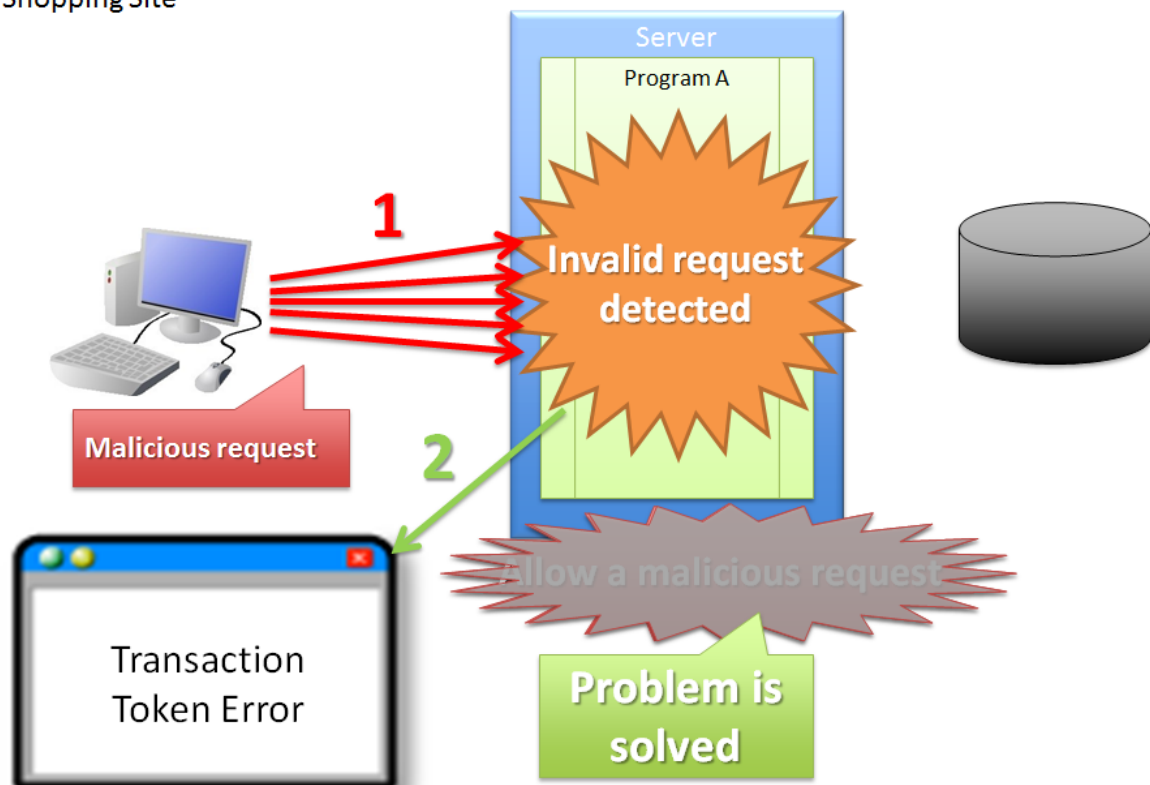 Shopping Site
Server
Program A
1
Invalid request
detected
Malicious request
2
Allow a malicious request
Transaction
Token Error
Problem is
solved